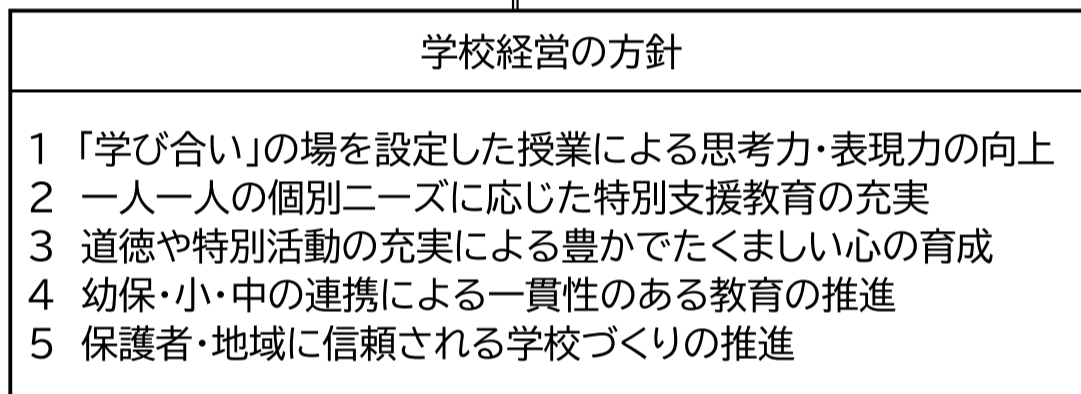 学校経営の方針
1 「学び合い」の場を設定した授業による思考力・表現力の向上
2 一人一人の個別ニーズに応じた特別支援教育の充実
3 道徳や特別活動の充実による豊かでたくましい心の育成
4 幼保・小・中の連携による一貫性のある教育の推進
5 保護者・地域に信頼される学校づくりの推進